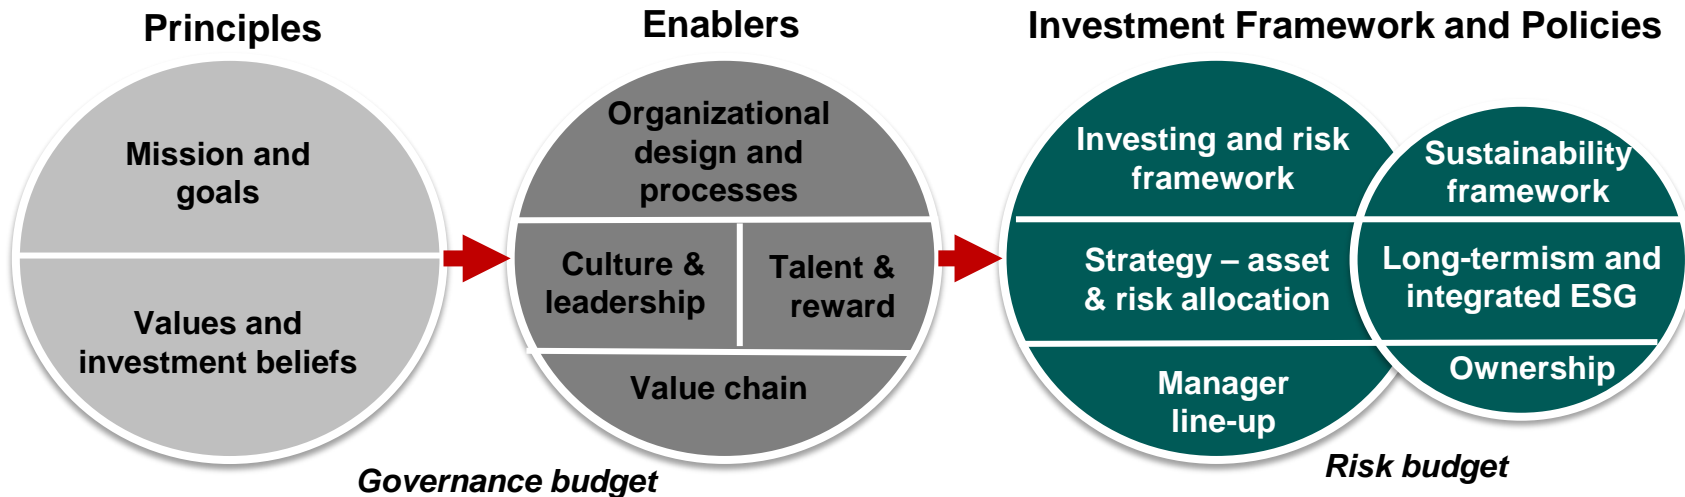 Principles
Mission and
goals
Values and
investment beliefs
Enablers
Organizational
design and
processes
Culture &
leadership
Talent &
reward
Value chain
Governance budget
Investment Framework and Policies
Investing and risk
framework
Strategy – asset
& risk allocation
Manager
line-up
Sustainability
framework
Long-termism and
integrated ESG
Ownership
Risk budget